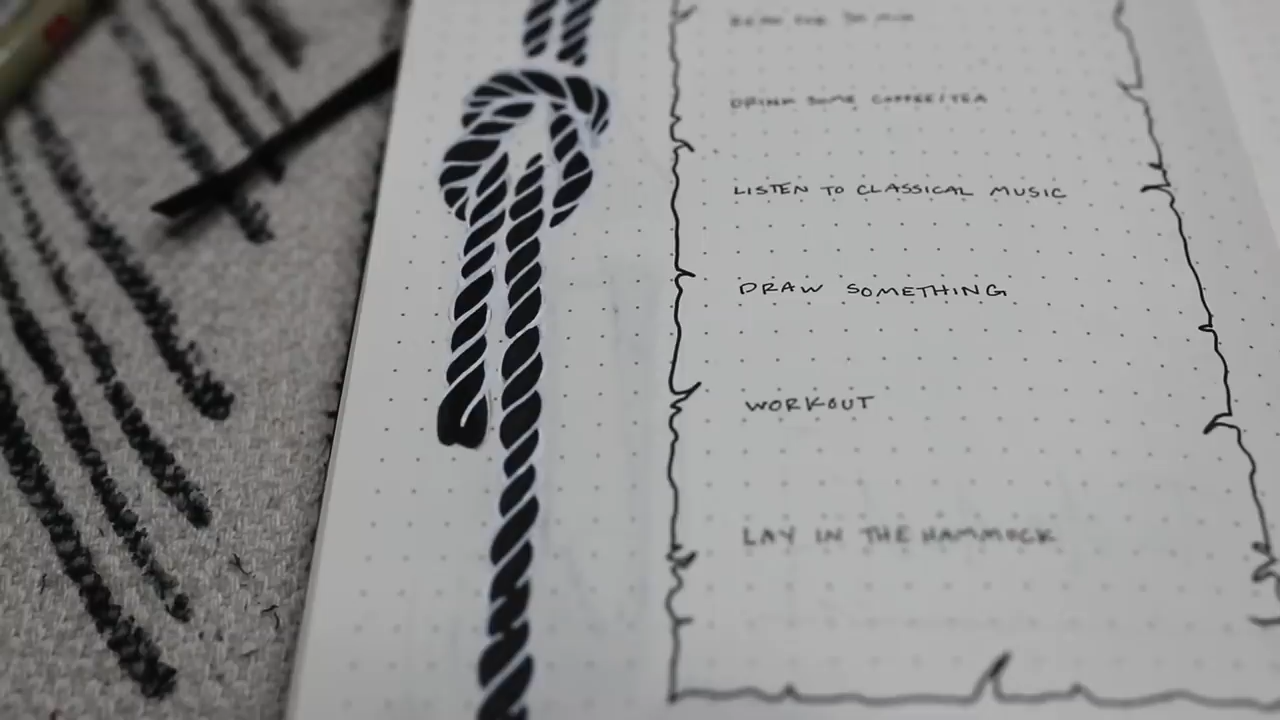 DRINK SOME COFFEE/TEA
LISTEN TO CLASSICAL MUSIC
DRAW SOMETHING
WORKOUT
LAY IN THE HAMMOCK